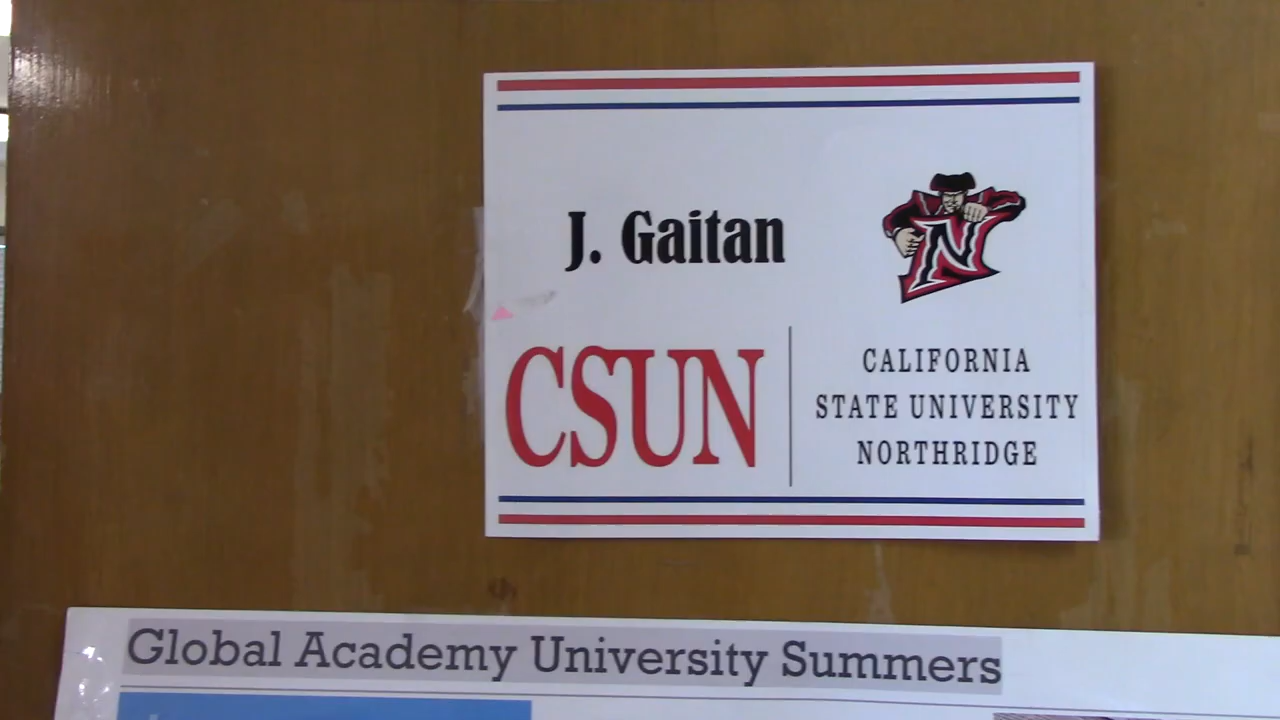 J. Gaitan
N
CSUN
CALIFORNIA
STATE UNIVERSITY
NORTHRIDGE
Global Academy University Summers